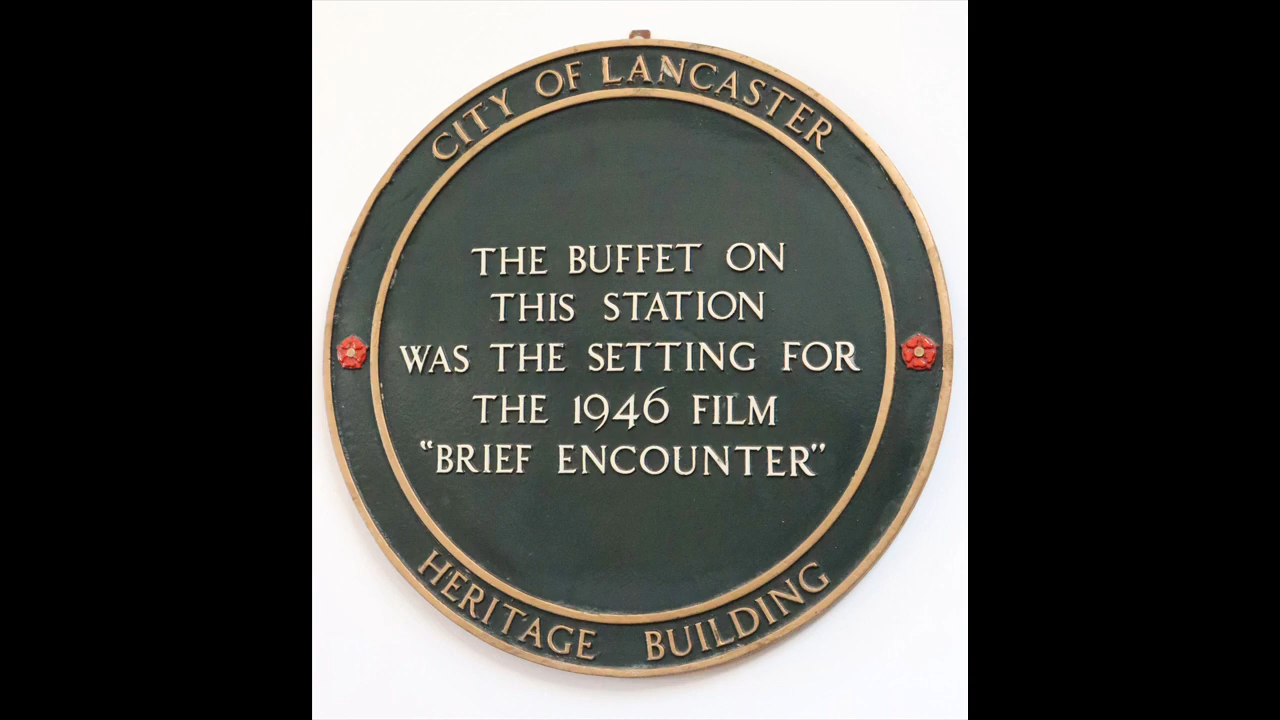 CITY OF LANCASTER
THE BUFFET ON
THIS STATION
WAS THE SETTING FOR
THE 1946 FILM
“BRIEF ENCOUNTER”
HERITAGE BUILDING